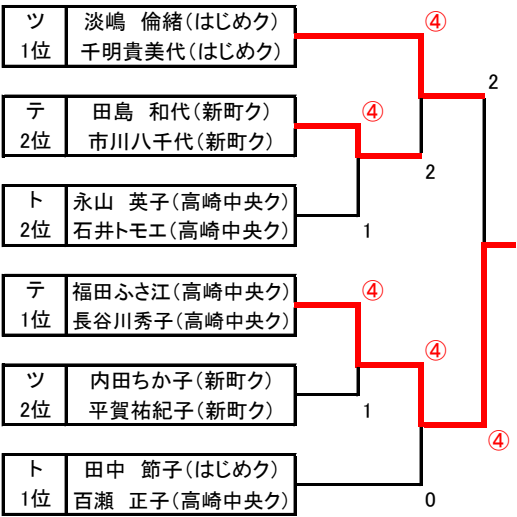 ツ 淡嶋 倫緒(はじめク)
1位 千明貴美代(はじめク)
④
2
テ 田島 和代(新町ク)
2位 市川八千代(新町ク)
④
2
ト 永山 英子(高崎中央ク)
2位 石井トモエ(高崎中央ク)
1
テ 福田ふさ江(高崎中央ク)
1位 長谷川秀子(高崎中央ク)
④
④
ツ 内田ちか子(新町ク)
2位 平賀祐紀子(新町ク)
1
④
ト 田中 節子(はじめク)
1位 百瀬 正子(高崎中央ク)
0